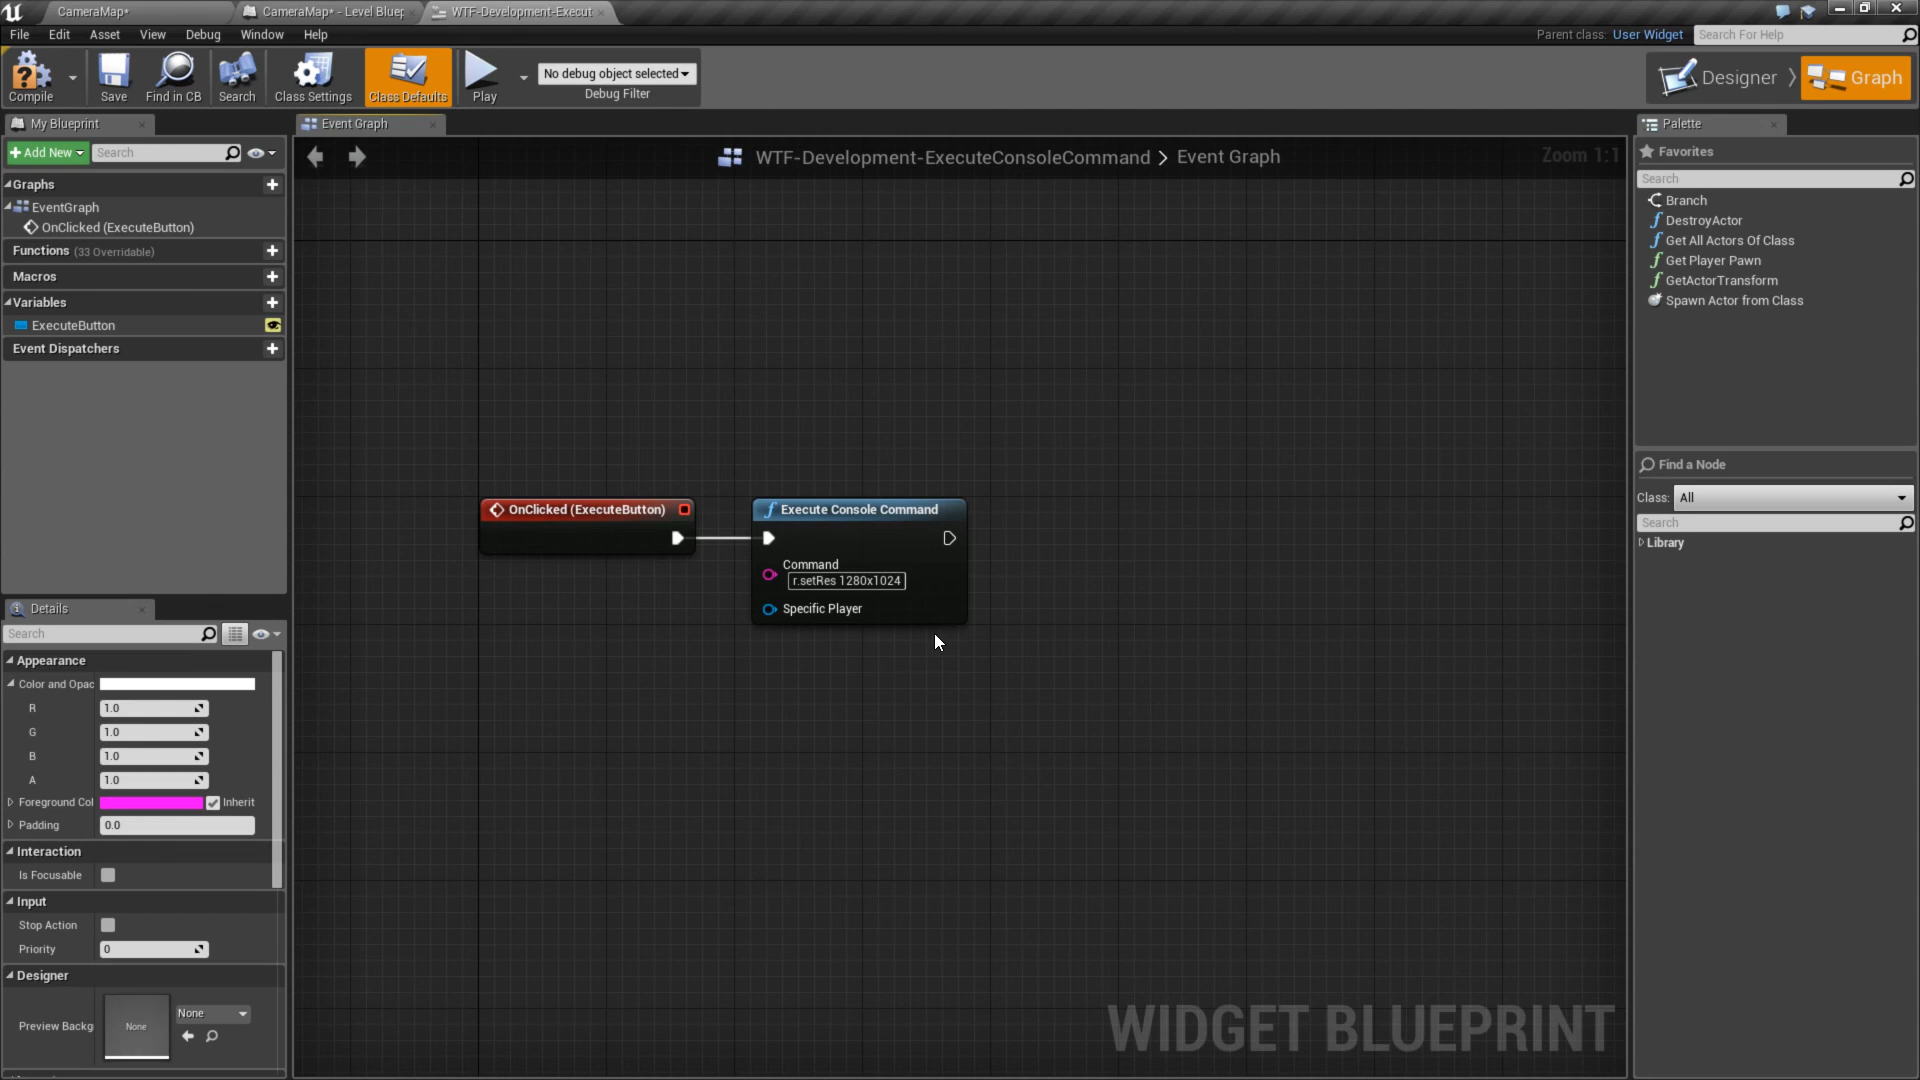 CameraMap*
CameraMap* - Level Bluep
WTF-Development-Execut
File Edit Asset View Debug Window Help
Parent class: User Widget
Search For Help
Compile
Save
Find in CB
Search
Class Settings
Class Defaults
Play
No debug object selected
Debug Filter
Designer
Graph
My Blueprint
Event Graph
Palette
Add New
Search
WTF-Development-ExecuteConsoleCommand > Event Graph
Zoom 1:1
Graphs
EventGraph
OnClicked (ExecuteButton)
Functions (33 Overridable)
Macros
Variables
ExecuteButton
Event Dispatchers
Favorites
Search
Branch
DestroyActor
Get All Actors Of Class
Get Player Pawn
GetActorTransform
Spawn Actor from Class
Find a Node
Class: All
Search
Library
OnClicked (ExecuteButton)
Execute Console Command
Command
r.setRes 1280x1024
Specific Player
Details
Search
Appearance
Color and Opac
R 1.0
G 1.0
B 1.0
A 1.0
Foreground Col Inherit
Padding 0.0
Interaction
Is Focusable
Input
Stop Action
Priority 0
Designer
Preview Backg
None
None
WIDGET BLUEPRINT